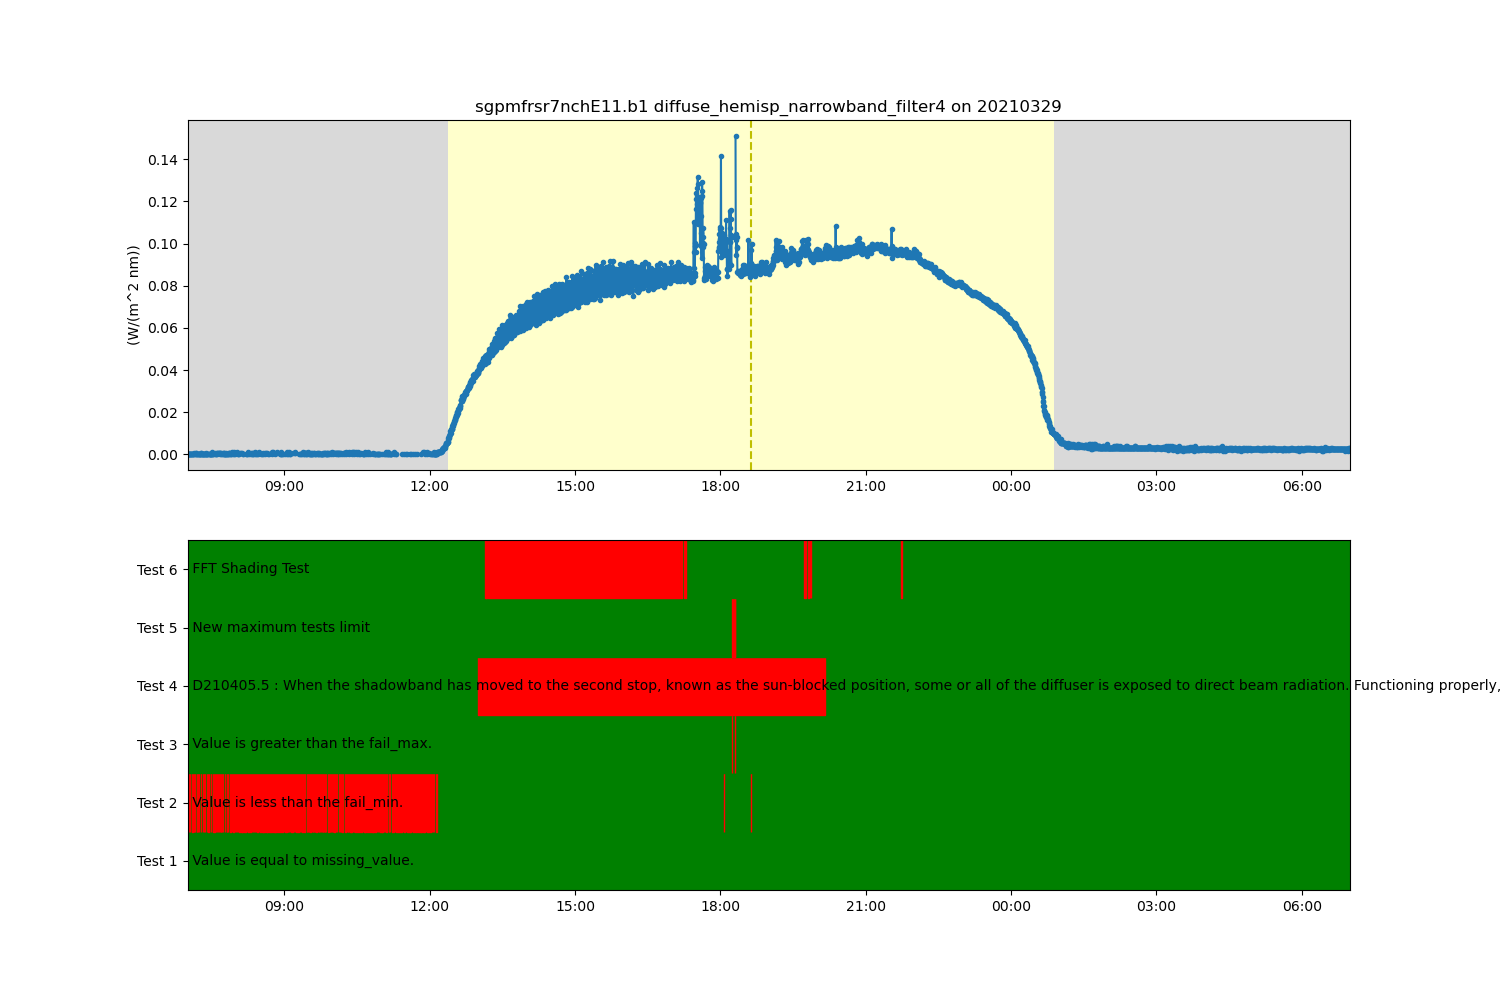 sgpmfrsr7nchE11.b1 diffuse_hemisp_narrowband_filter4 on 20210329
(W/(m^2 nm))
0.14
0.12
0.10
0.08
0.06
0.04
0.02
0.00
09:00 12:00 15:00 18:00 21:00 00:00 03:00 06:00
Test 6 FFT Shading Test
Test 5 New maximum tests limit
Test 4 D210405.5 : When the shadowband has moved to the second stop, known as the sun-blocked position, some or all of the diffuser is exposed to direct beam radiation. Functioning properly,
Test 3 Value is greater than the fail_max.
Test 2 Value is less than the fail_min.
Test 1 Value is equal to missing_value.
09:00 12:00 15:00 18:00 21:00 00:00 03:00 06:00